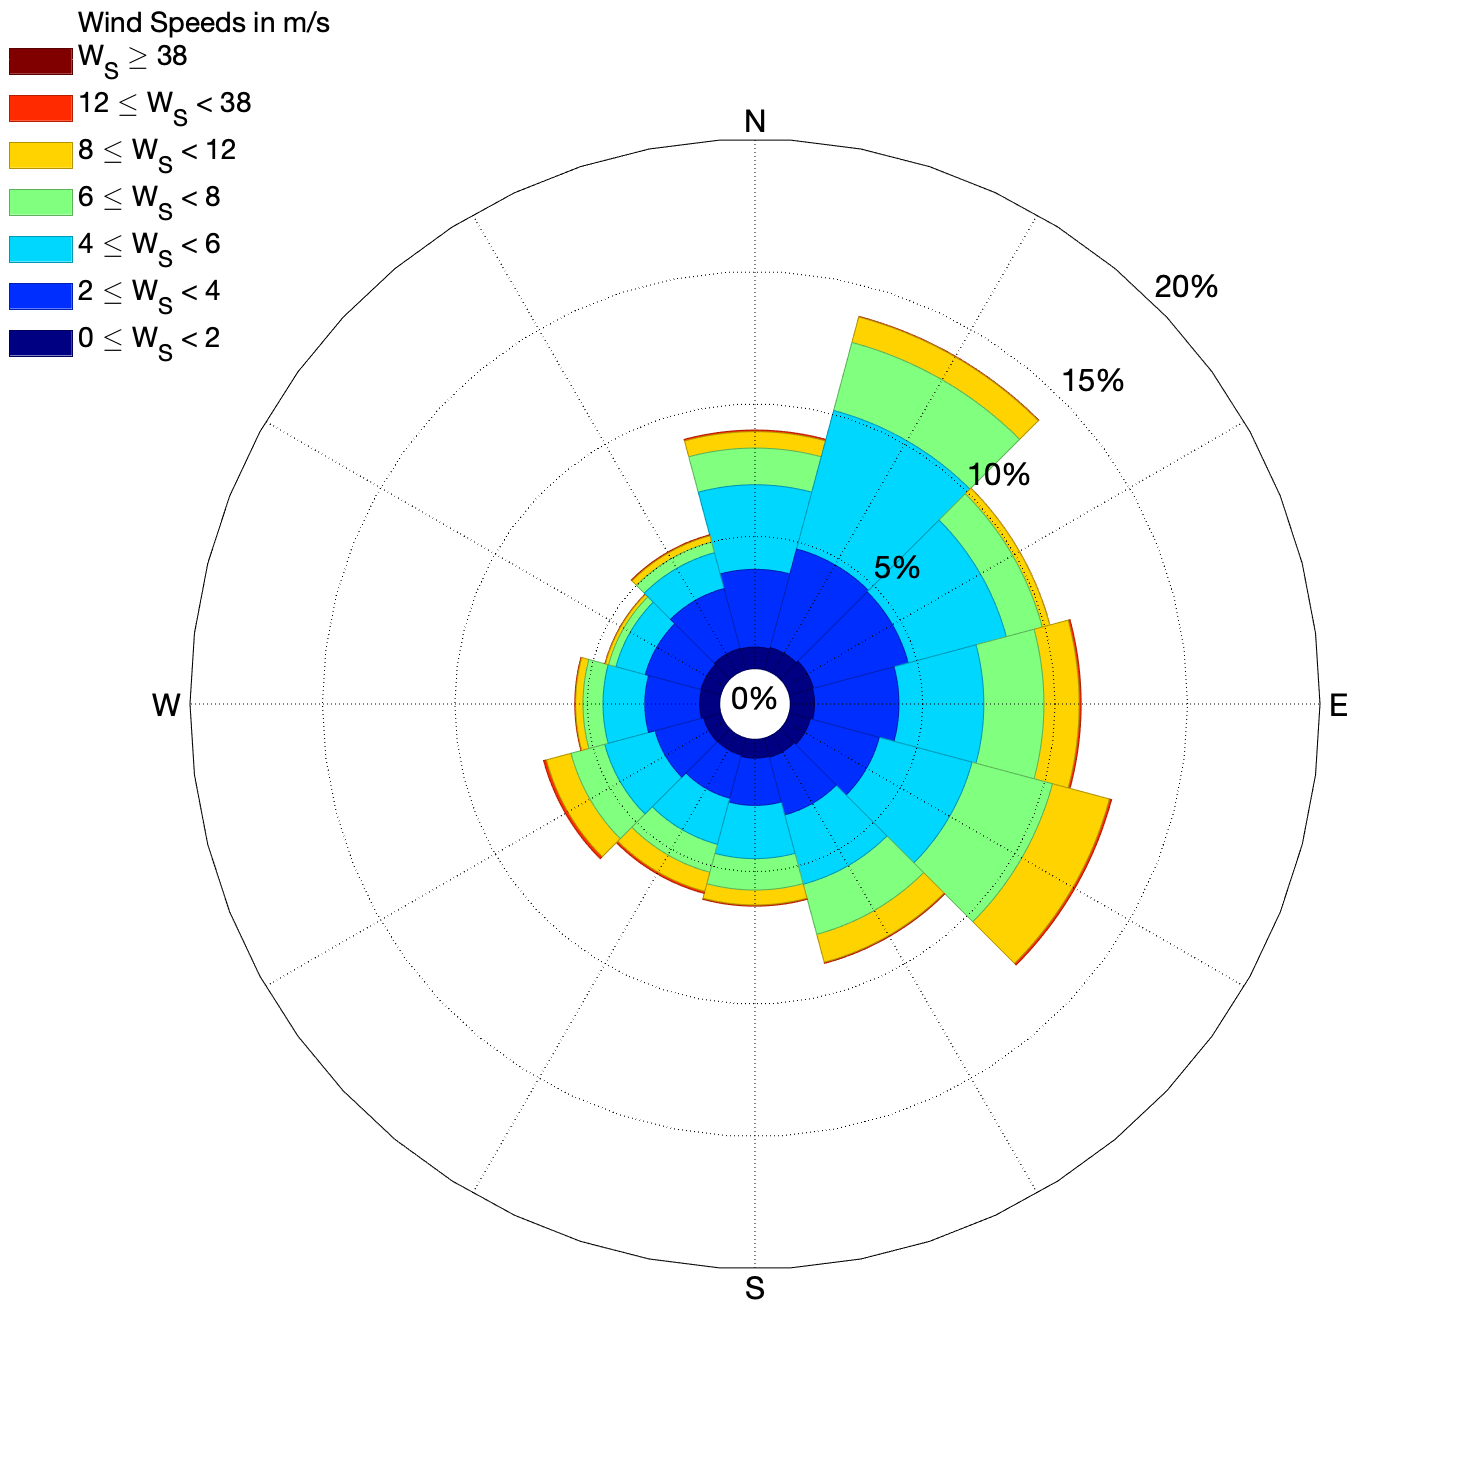 Wind Speeds in m/s
W_S ≥ 38
12 ≤ W_S < 38
8 ≤ W_S < 12
6 ≤ W_S < 8
4 ≤ W_S < 6
2 ≤ W_S < 4
0 ≤ W_S < 2
N
20%
15%
10%
5%
0%
W
E
S